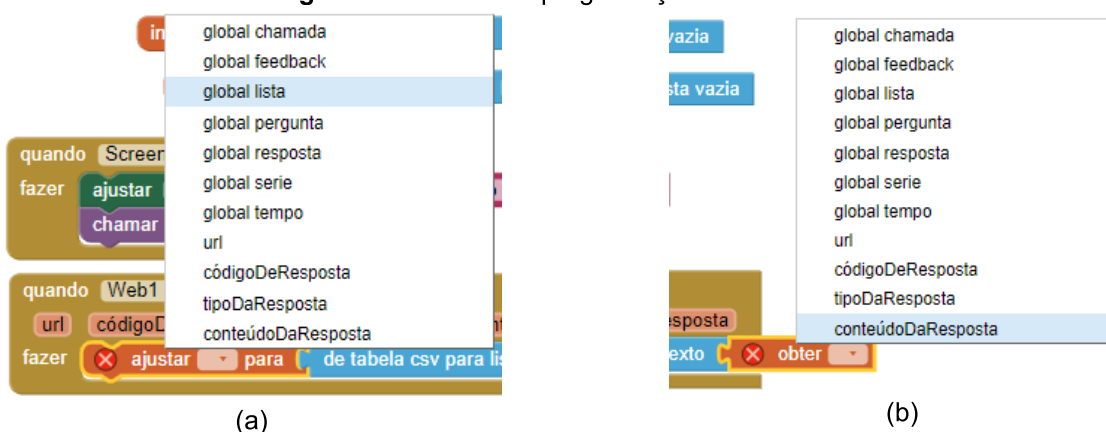 in
global chamada
global feedback
global lista
global pergunta
global resposta
global serie
global tempo
url
códigoDeResposta
tipoDaResposta
conteúdoDaResposta
quando Screen
fazer ajustar
chamar
quando Web1
url códigoD
fazer ajustar para de tabela csv para lis
(a)
vazia
sta vazia
global chamada
global feedback
global lista
global pergunta
global resposta
global serie
global tempo
url
códigoDeResposta
tipoDaResposta
conteúdoDaResposta
esposta
exto obter
(b)